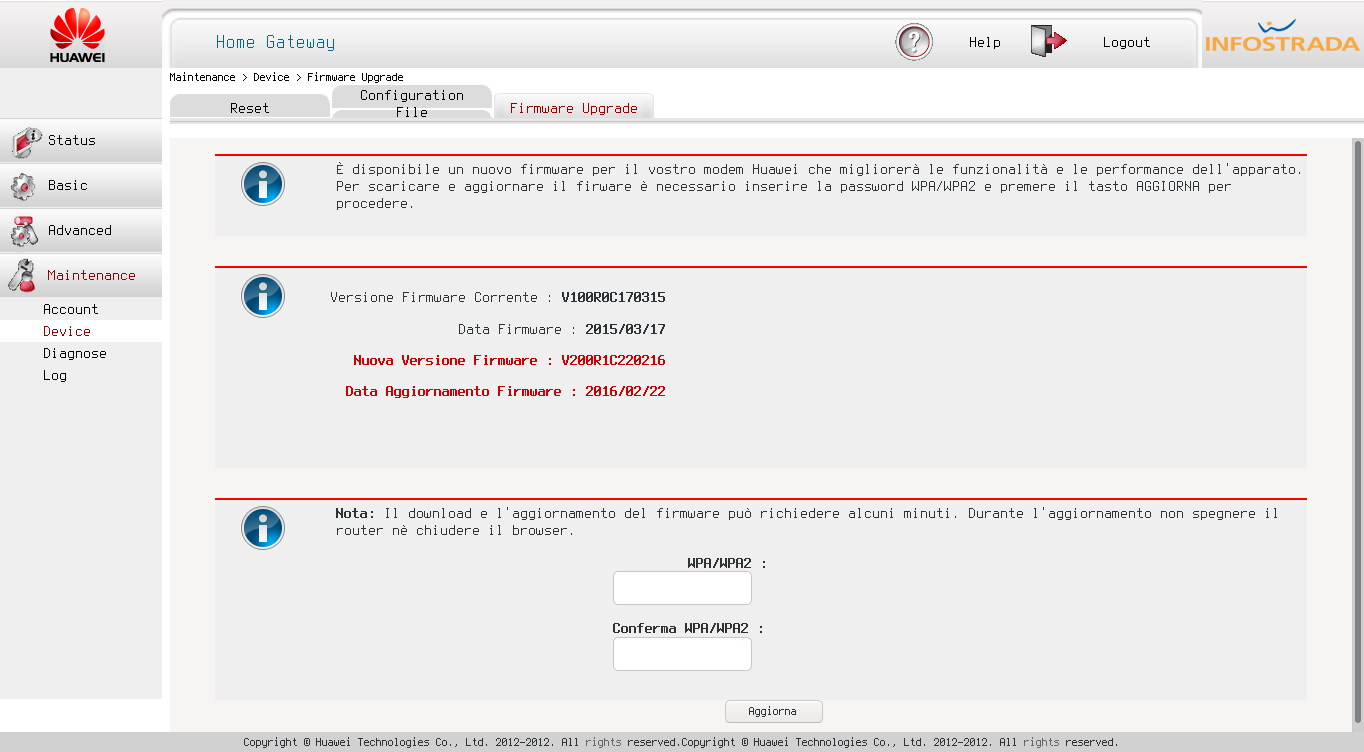 HUAWEI
Home Gateway
?
Help
Logout
INFOSTRADA
Maintenance > Device > Firmware Upgrade
Reset
Configuration
File
Firmware Upgrade
Status
Basic
Advanced
Maintenance
Account
Device
Diagnose
Log
È disponibile un nuovo firmware per il vostro modem Huawei che migliorerà le funzionalità e le performance dell'apparato.
Per scaricare e aggiornare il firware è necessario inserire la password WPA/WPA2 e premere il tasto AGGIORNA per
procedere.
Versione Firmware Corrente : V100R0C170315
Data Firmware : 2015/03/17
Nuova Versione Firmware : V200R1C220216
Data Aggiornamento Firmware : 2016/02/22
Nota: Il download e l'aggiornamento del firmware può richiedere alcuni minuti. Durante l'aggiornamento non spegnere il
router nè chiudere il browser.
WPA/WPA2 :
Conferma WPA/WPA2 :
Aggiorna
Copyright © Huawei Technologies Co., Ltd. 2012-2012. All rights reserved.Copyright © Huawei Technologies Co., Ltd. 2012-2012. All rights reserved.